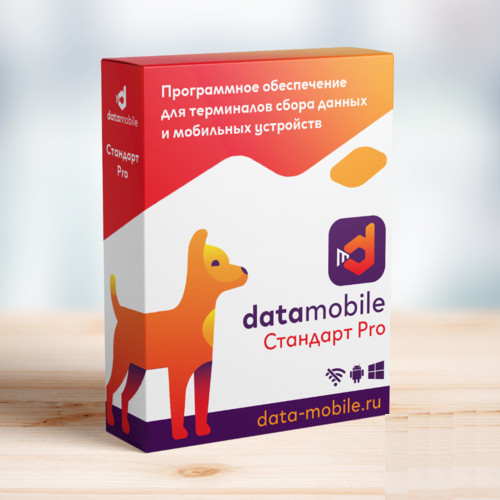 Программное обеспечение
для терминалов сбора данных
и мобильных устройств
datamobile
Стандарт
Pro
datamobile
Стандарт Pro
data-mobile.ru